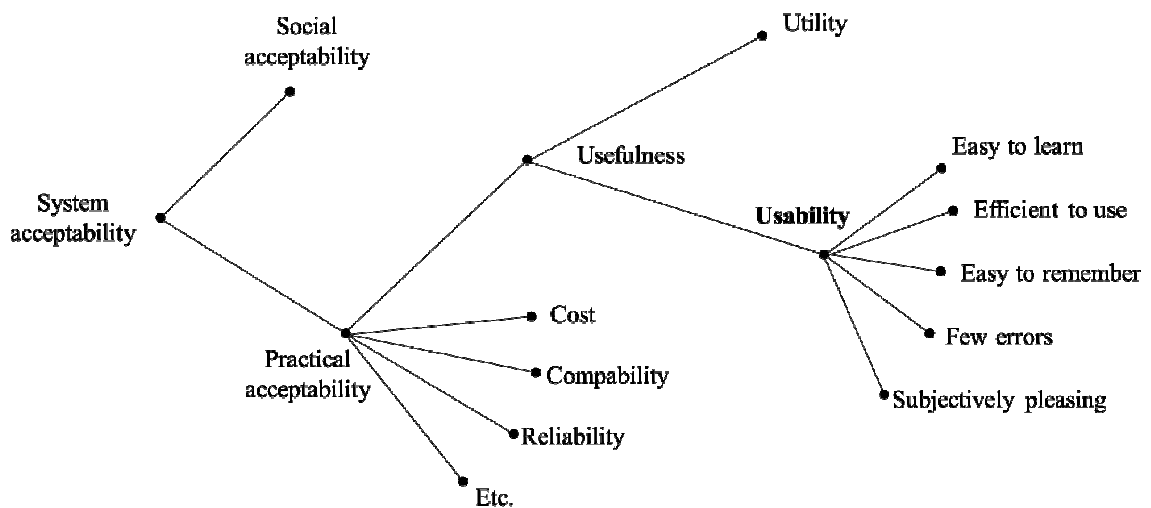 Social
acceptability
Utility
Usefulness
Easy to learn
System
acceptability
Usability
Efficient to use
Easy to remember
Cost
Few errors
Practical
acceptability
Compability
Subjectively pleasing
Reliability
Etc.